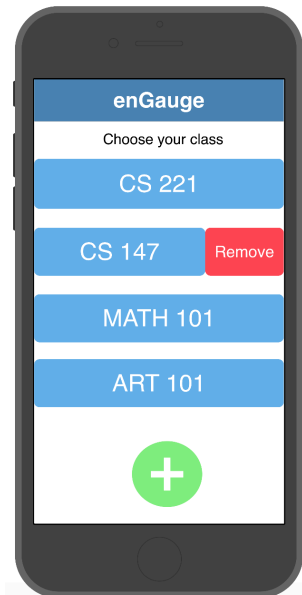 enGauge
Choose your class
CS 221
CS 147
Remove
MATH 101
ART 101
+